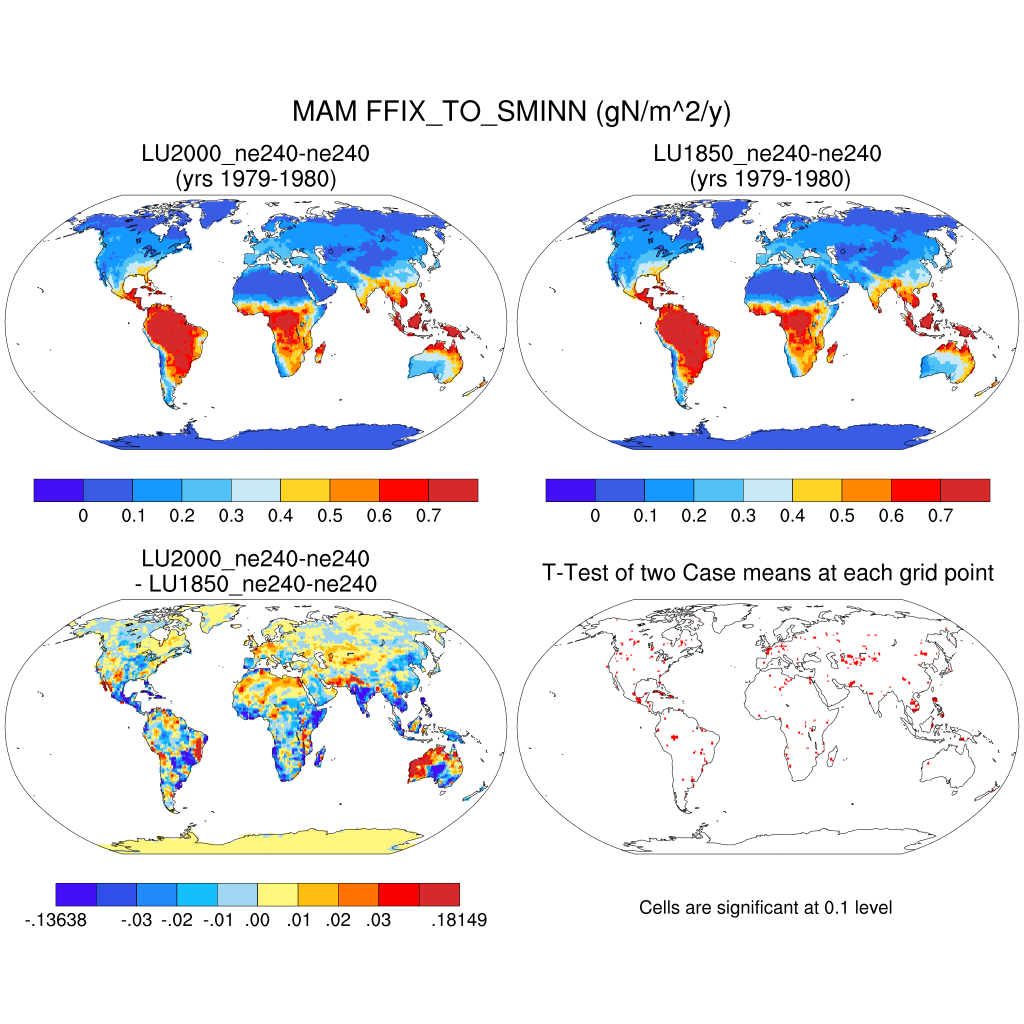 MAM FFIX_TO_SMINN (gN/m^2/y)
LU2000_ne240-ne240
(yrs 1979-1980)
LU1850_ne240-ne240
(yrs 1979-1980)
0 0.1 0.2 0.3 0.4 0.5 0.6 0.7
0 0.1 0.2 0.3 0.4 0.5 0.6 0.7
LU2000_ne240-ne240
- LU1850_ne240-ne240
T-Test of two Case means at each grid point
-.13638 -.03 -.02 -.01 .00 .01 .02 .03 .18149
Cells are significant at 0.1 level